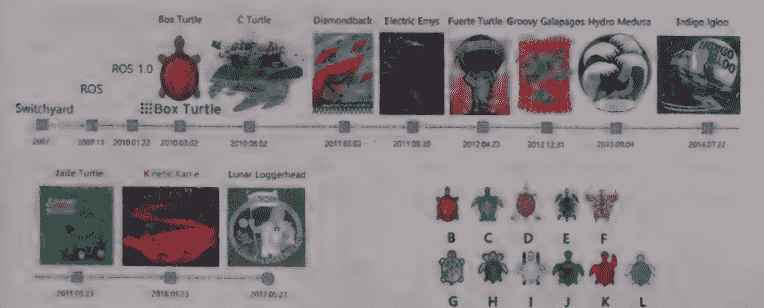 Box Turtle C Turtle Diamondback Electric Emys Fuerte Turtle Groovy Galapagos Hydro Medusa Indigo Igloo
ROS 1.0
ROS
Switchyard
Box Turtle
2007 2007.11 2010.01.22 2010.03.02 2010.08.02 2011.03.02 2011.08.30 2012.04.23 2012.12.31 2013.09.04 2014.07.22
Jade Turtle Kinetic Kame Lunar Loggerhead
2015.05.23 2016.05.23 2017.05.23
B C D E F
G H I J K L